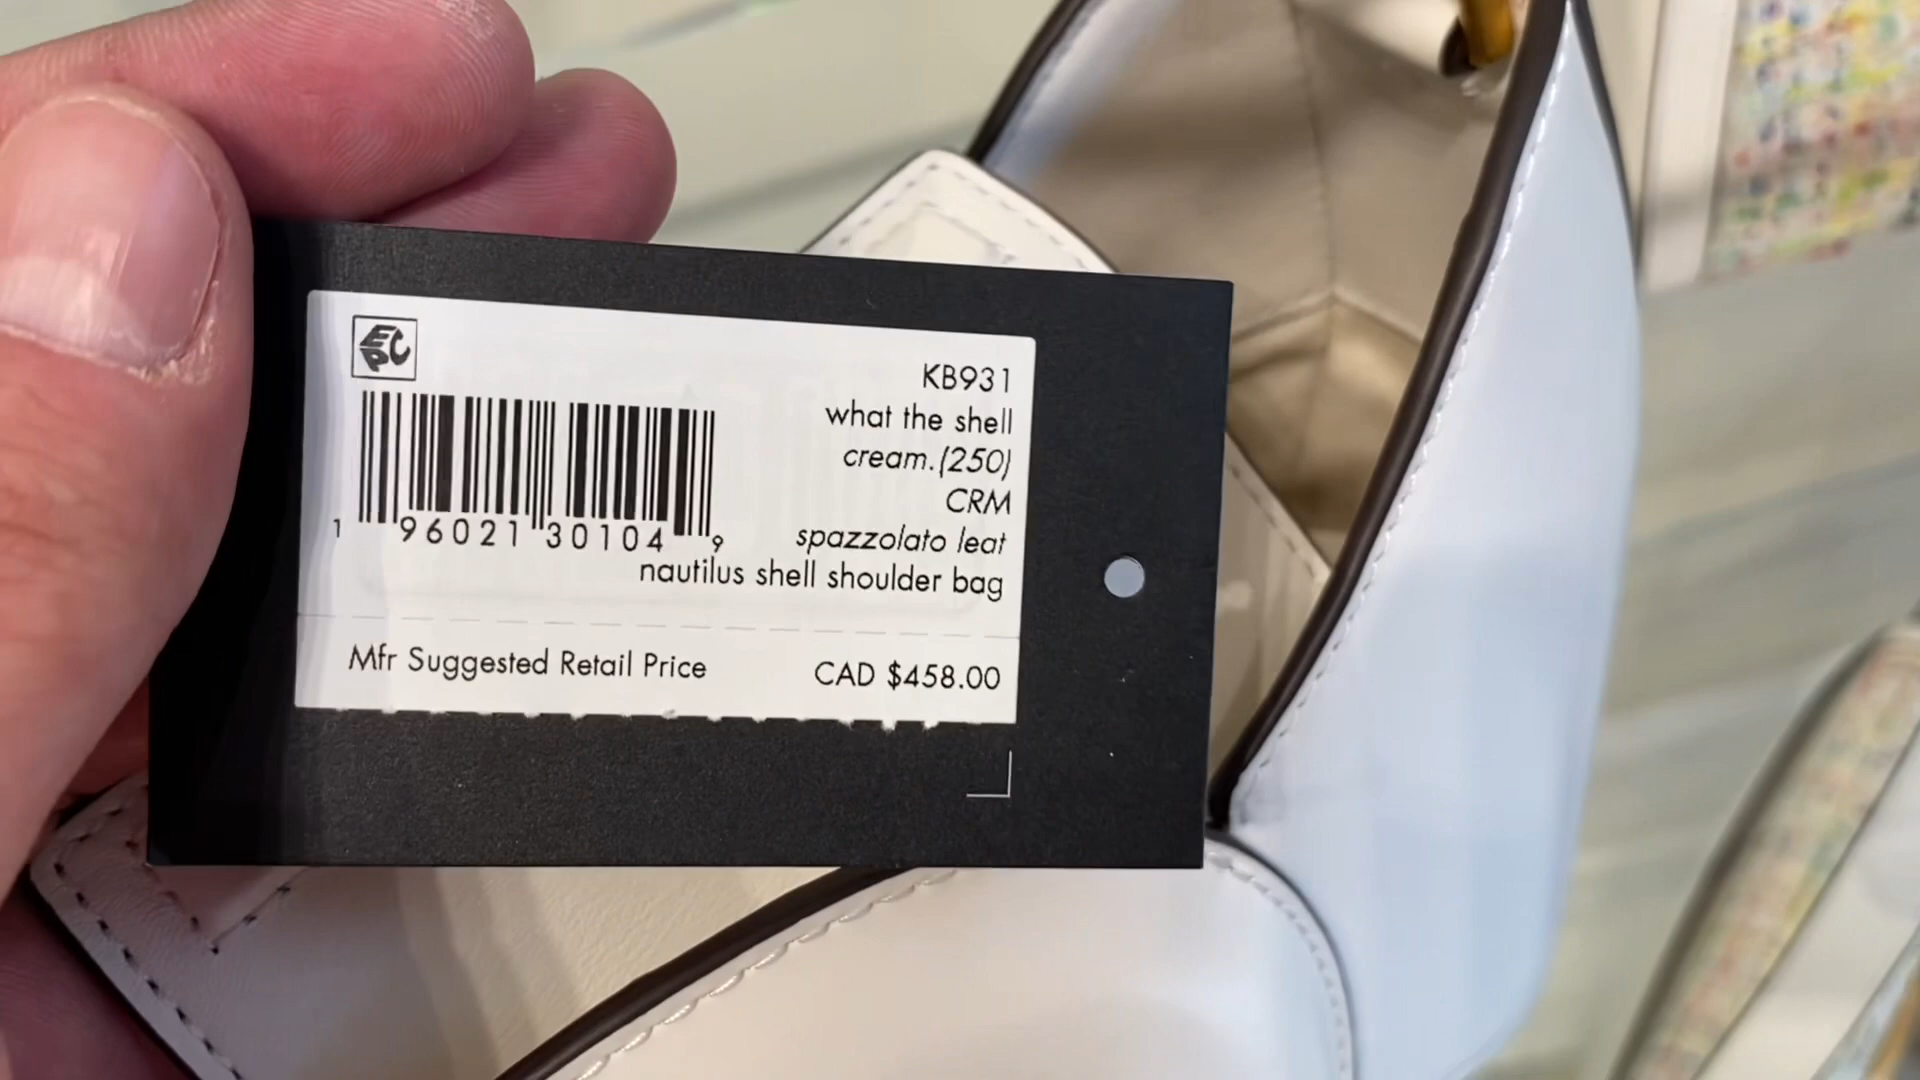 EPC
KB931
what the shell
cream.(250)
CRM
spazzolato leat
nautilus shell shoulder bag
1 96021 30104 9
Mfr Suggested Retail Price CAD $458.00